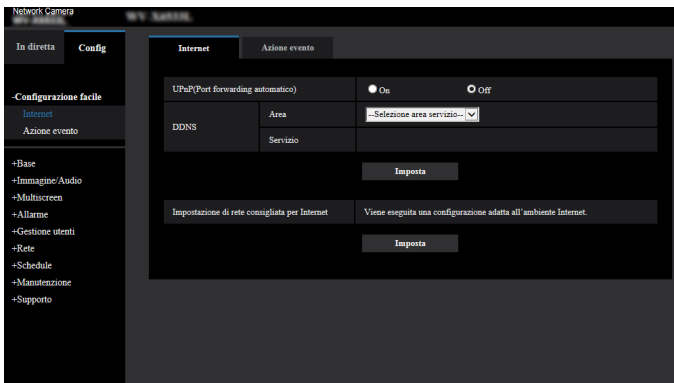 Network Camera
In diretta
Config
-Configurazione facile
Internet
Azione evento
+Base
+Immagine/Audio
+Multiscreen
+Allarme
+Gestione utenti
+Rete
+Schedule
+Manutenzione
+Supporto
Internet
Azione evento
UPnP(Port forwarding automatico)
On
Off
DDNS
Area
--Selezione area servizio--
Servizio
Imposta
Impostazione di rete consigliata per Internet
Viene eseguita una configurazione adatta all'ambiente Internet.
Imposta